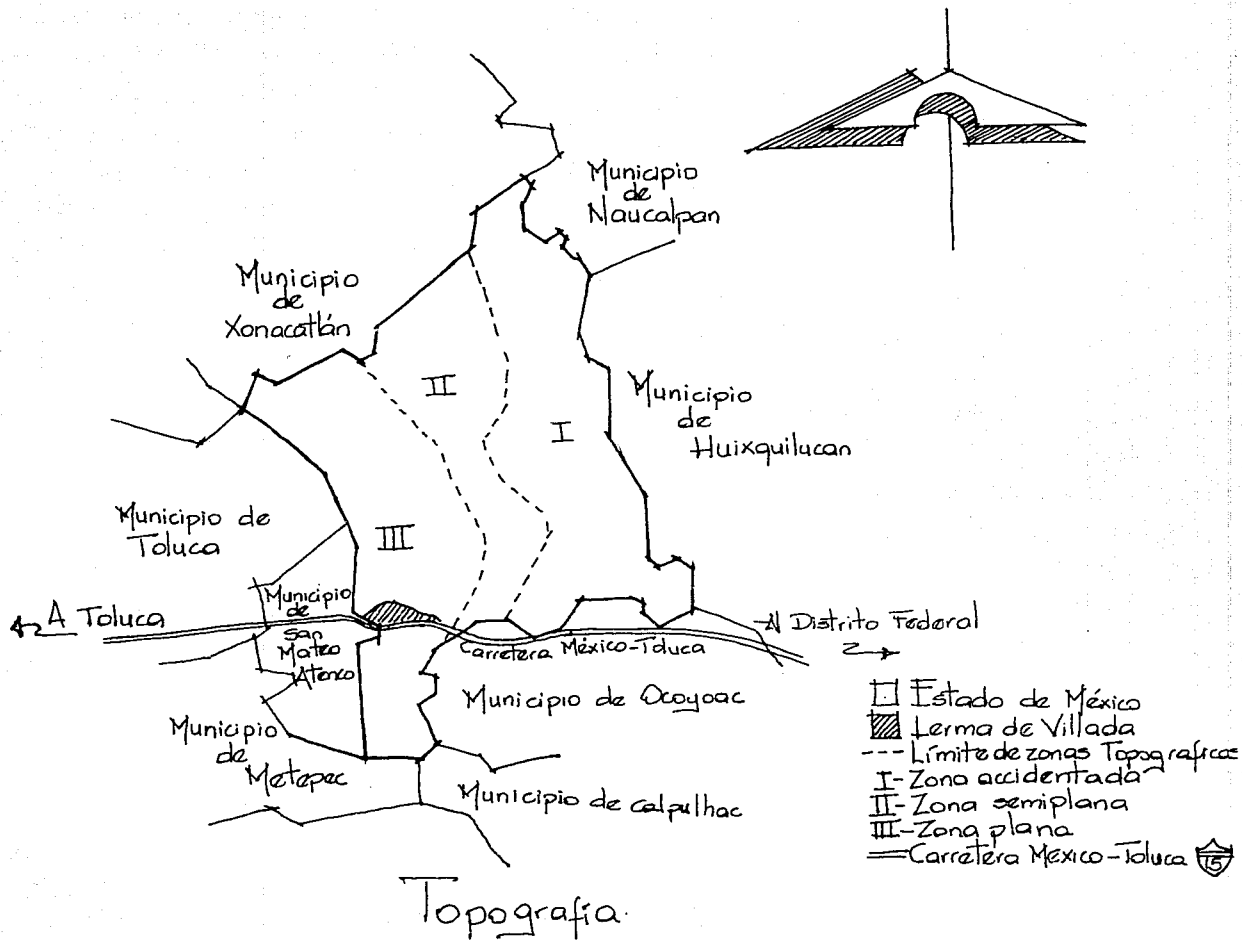 Municipio
de
Naucalpan
Municipio
de
Xonacatlán
II
Municipio
de
Huixquilucan
I
Municipio de
Toluca
III
A Toluca
Municipio
de
San
Mateo
Atenco
Al Distrito Federal
Carretera México-Toluca
Municipio de Ocoyoac
Municipio
de
Metepec
Municipio de Calpulhac
Estado de México
Lerma de Villada
Límite de zonas Topograficas
I-Zona accidentada
II-Zona semiplana
III-Zona plana
Carretera México-Toluca 15
Topografía.